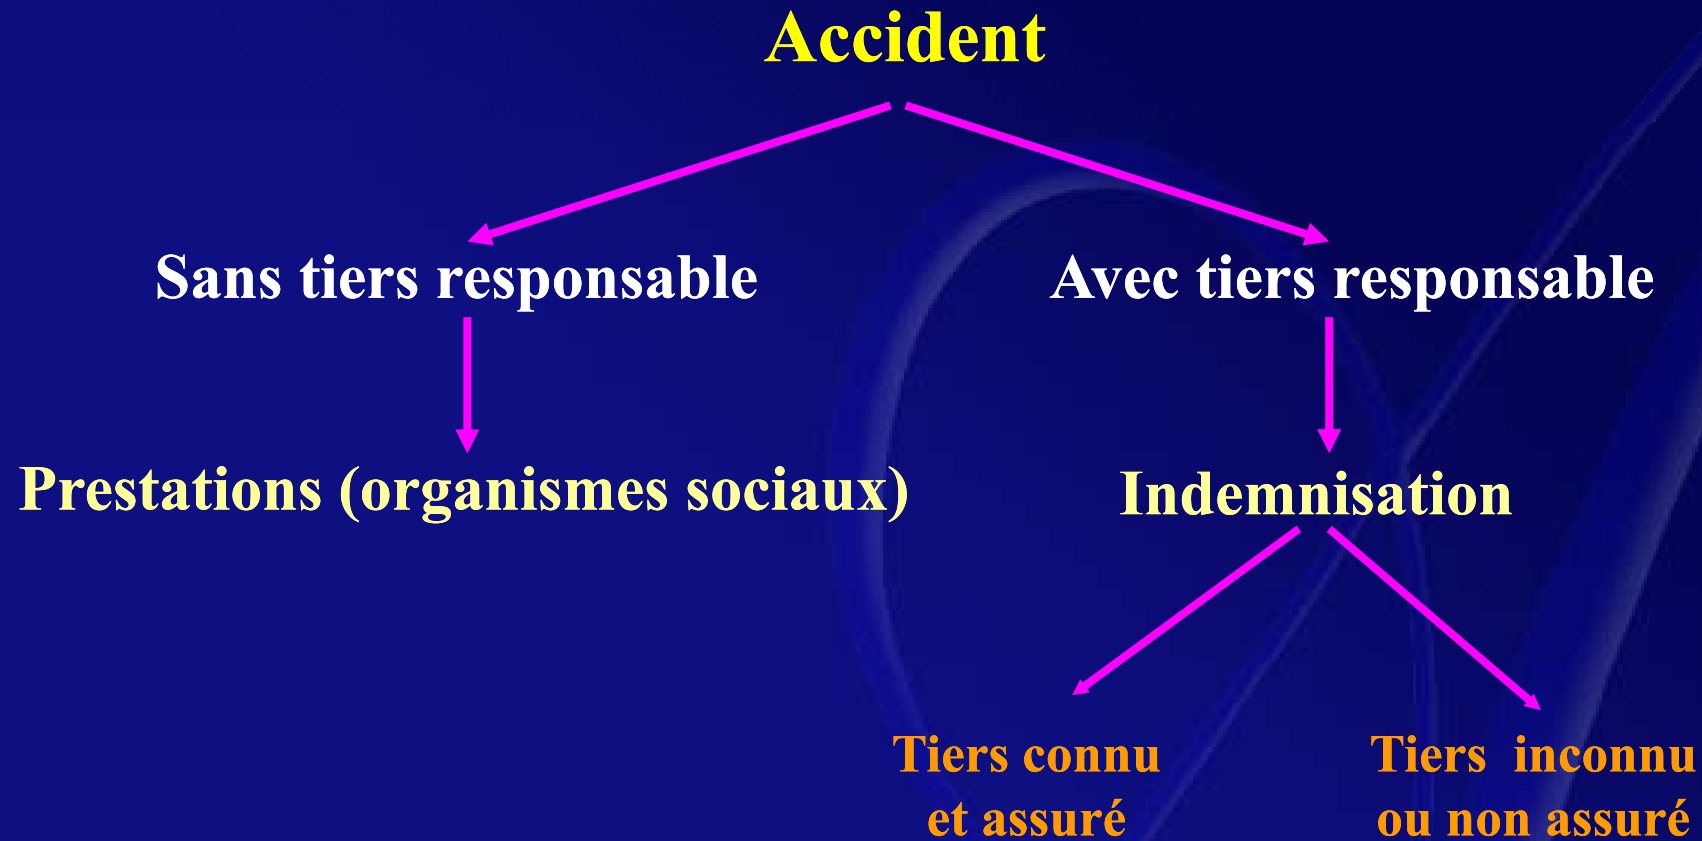 Accident
Sans tiers responsable
Avec tiers responsable
Prestations (organismes sociaux)
Indemnisation
Tiers connu
et assuré
Tiers inconnu
ou non assuré